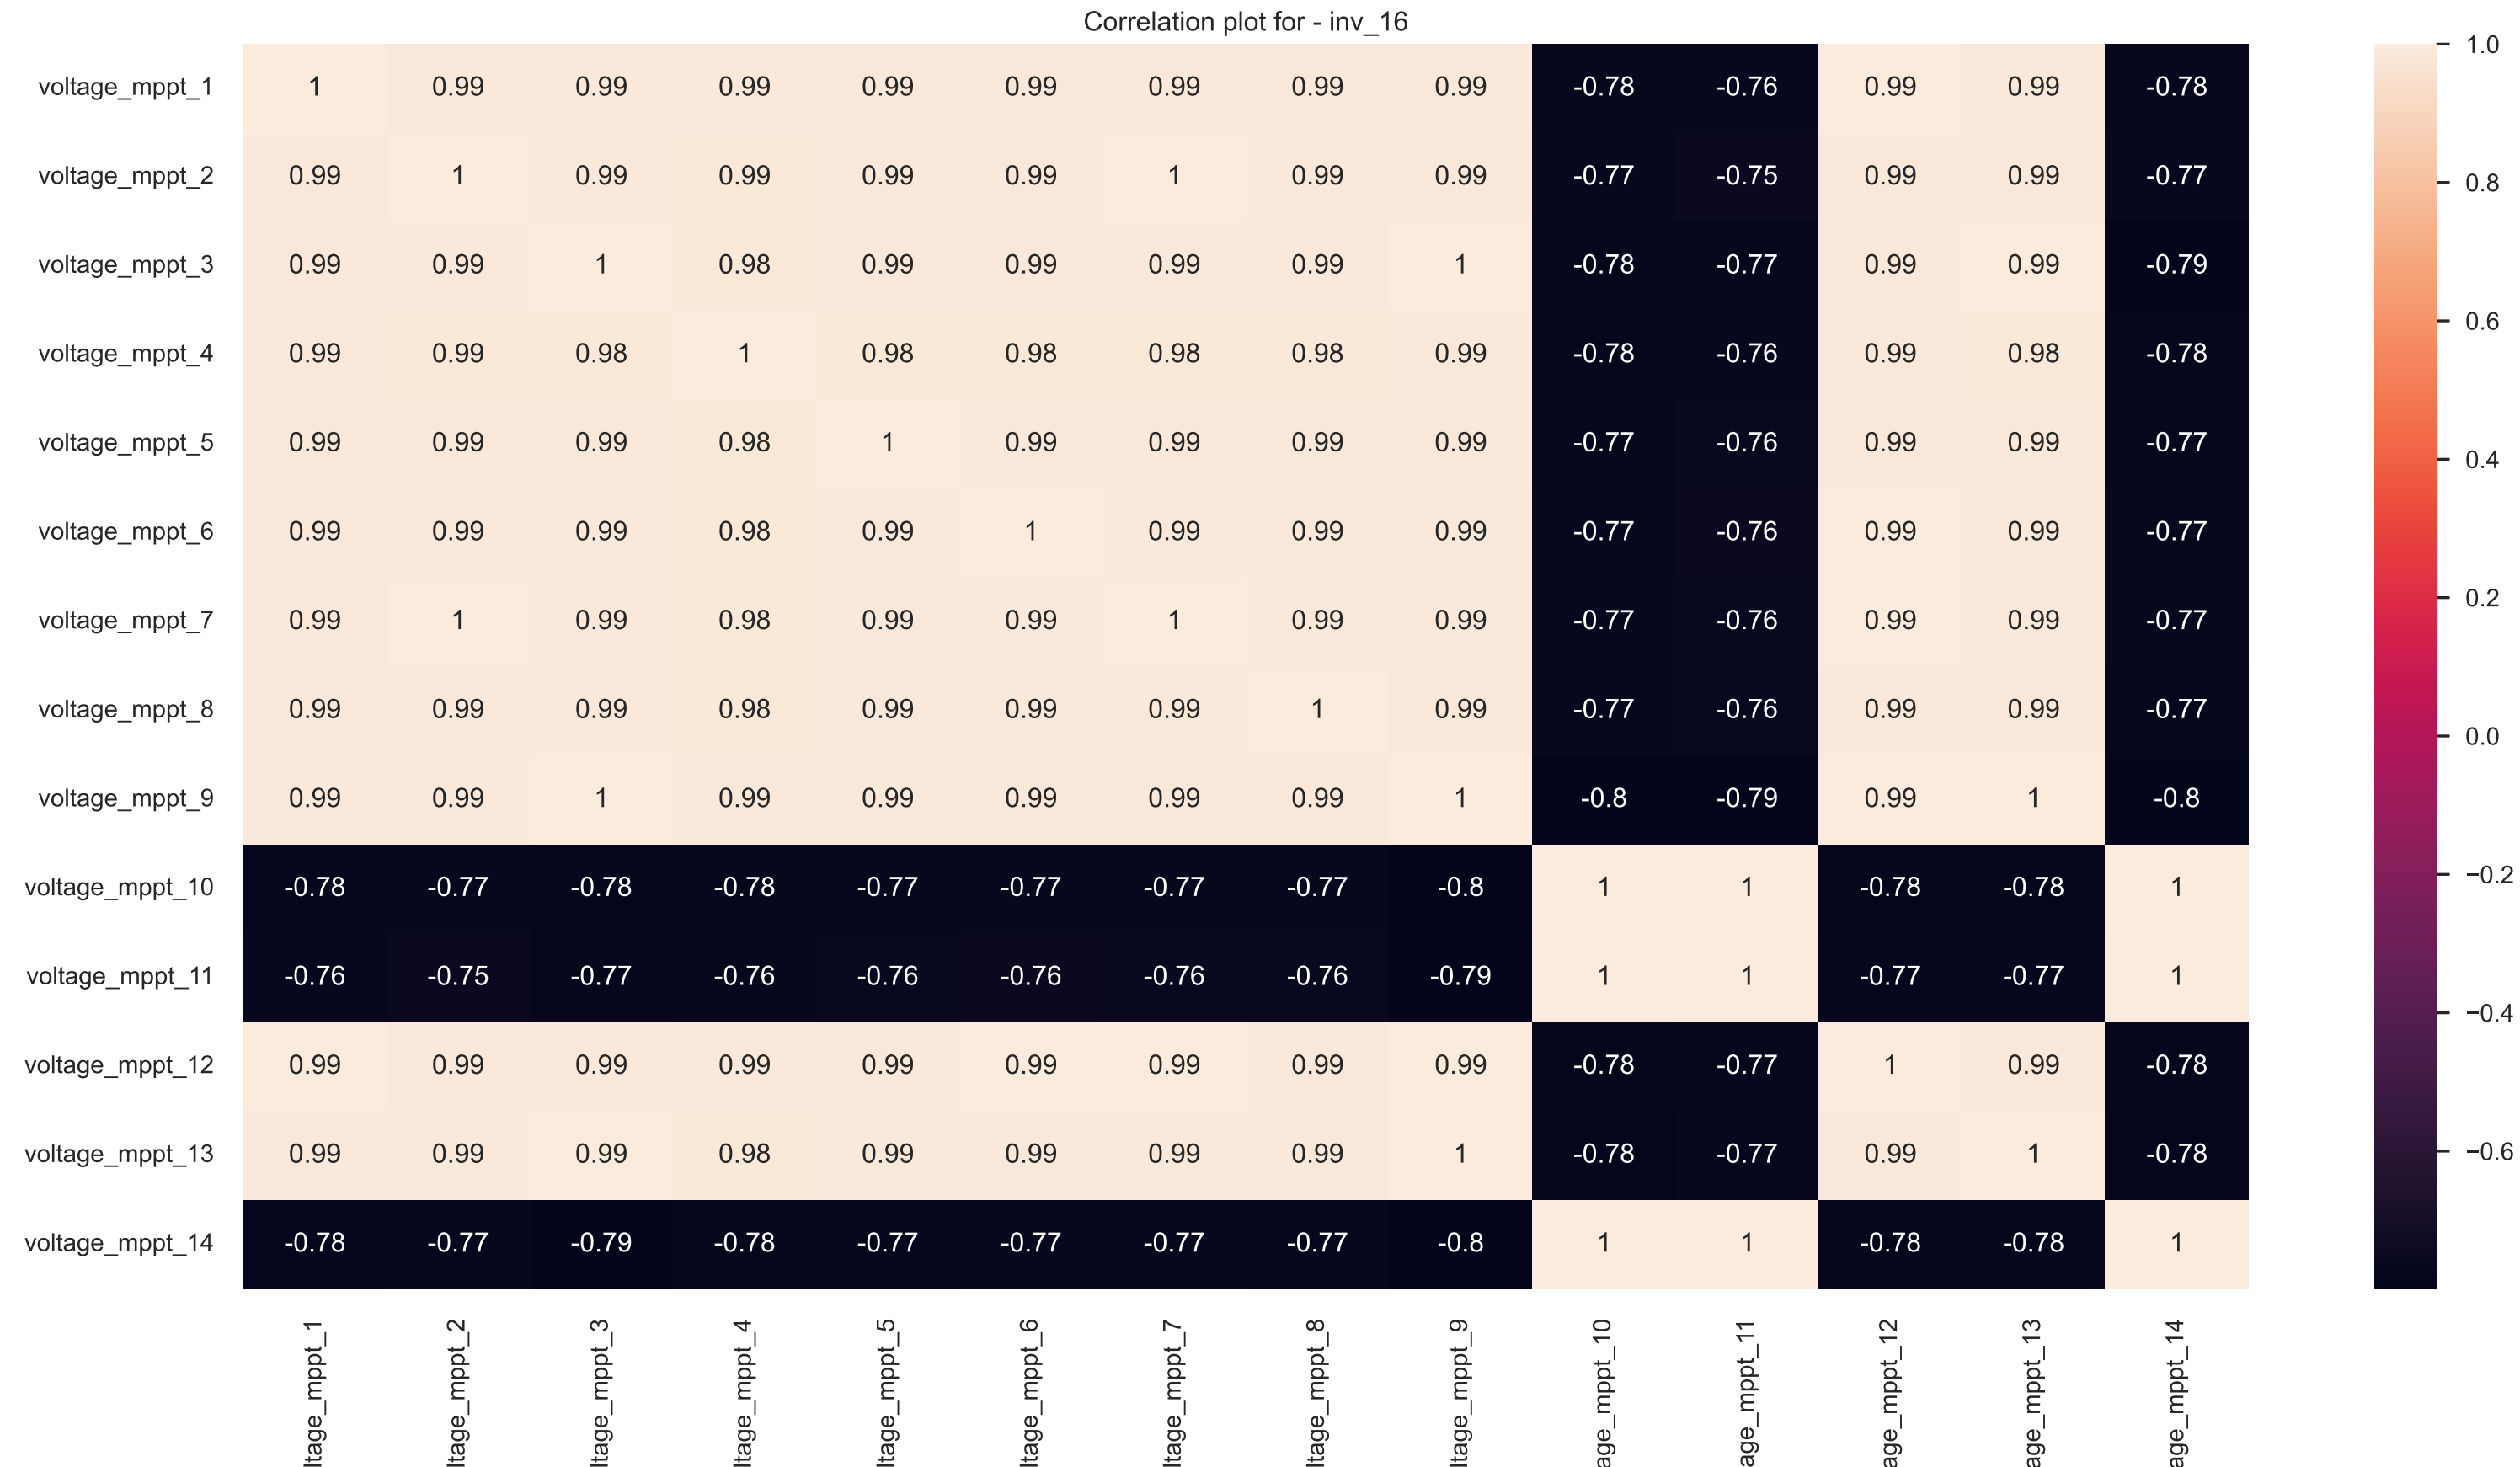 Correlation plot for - inv_16
voltage_mppt_1 1 0.99 0.99 0.99 0.99 0.99 0.99 0.99 0.99 -0.78 -0.76 0.99 0.99 -0.78
voltage_mppt_2 0.99 1 0.99 0.99 0.99 0.99 1 0.99 0.99 -0.77 -0.75 0.99 0.99 -0.77
voltage_mppt_3 0.99 0.99 1 0.98 0.99 0.99 0.99 0.99 1 -0.78 -0.77 0.99 0.99 -0.79
voltage_mppt_4 0.99 0.99 0.98 1 0.98 0.98 0.98 0.98 0.99 -0.78 -0.76 0.99 0.98 -0.78
voltage_mppt_5 0.99 0.99 0.99 0.98 1 0.99 0.99 0.99 0.99 -0.77 -0.76 0.99 0.99 -0.77
voltage_mppt_6 0.99 0.99 0.99 0.98 0.99 1 0.99 0.99 0.99 -0.77 -0.76 0.99 0.99 -0.77
voltage_mppt_7 0.99 1 0.99 0.98 0.99 0.99 1 0.99 0.99 -0.77 -0.76 0.99 0.99 -0.77
voltage_mppt_8 0.99 0.99 0.99 0.98 0.99 0.99 0.99 1 0.99 -0.77 -0.76 0.99 0.99 -0.77
voltage_mppt_9 0.99 0.99 1 0.99 0.99 0.99 0.99 0.99 1 -0.8 -0.79 0.99 1 -0.8
voltage_mppt_10 -0.78 -0.77 -0.78 -0.78 -0.77 -0.77 -0.77 -0.77 -0.8 1 1 -0.78 -0.78 1
voltage_mppt_11 -0.76 -0.75 -0.77 -0.76 -0.76 -0.76 -0.76 -0.76 -0.79 1 1 -0.77 -0.77 1
voltage_mppt_12 0.99 0.99 0.99 0.99 0.99 0.99 0.99 0.99 0.99 -0.78 -0.77 1 0.99 -0.78
voltage_mppt_13 0.99 0.99 0.99 0.98 0.99 0.99 0.99 0.99 1 -0.78 -0.77 0.99 1 -0.78
voltage_mppt_14 -0.78 -0.77 -0.79 -0.78 -0.77 -0.77 -0.77 -0.77 -0.8 1 1 -0.78 -0.78 1
ltage_mppt_1
ltage_mppt_2
ltage_mppt_3
ltage_mppt_4
ltage_mppt_5
ltage_mppt_6
ltage_mppt_7
ltage_mppt_8
ltage_mppt_9
age_mppt_10
age_mppt_11
age_mppt_12
age_mppt_13
age_mppt_14
1.0
0.8
0.6
0.4
0.2
0.0
−0.2
−0.4
−0.6